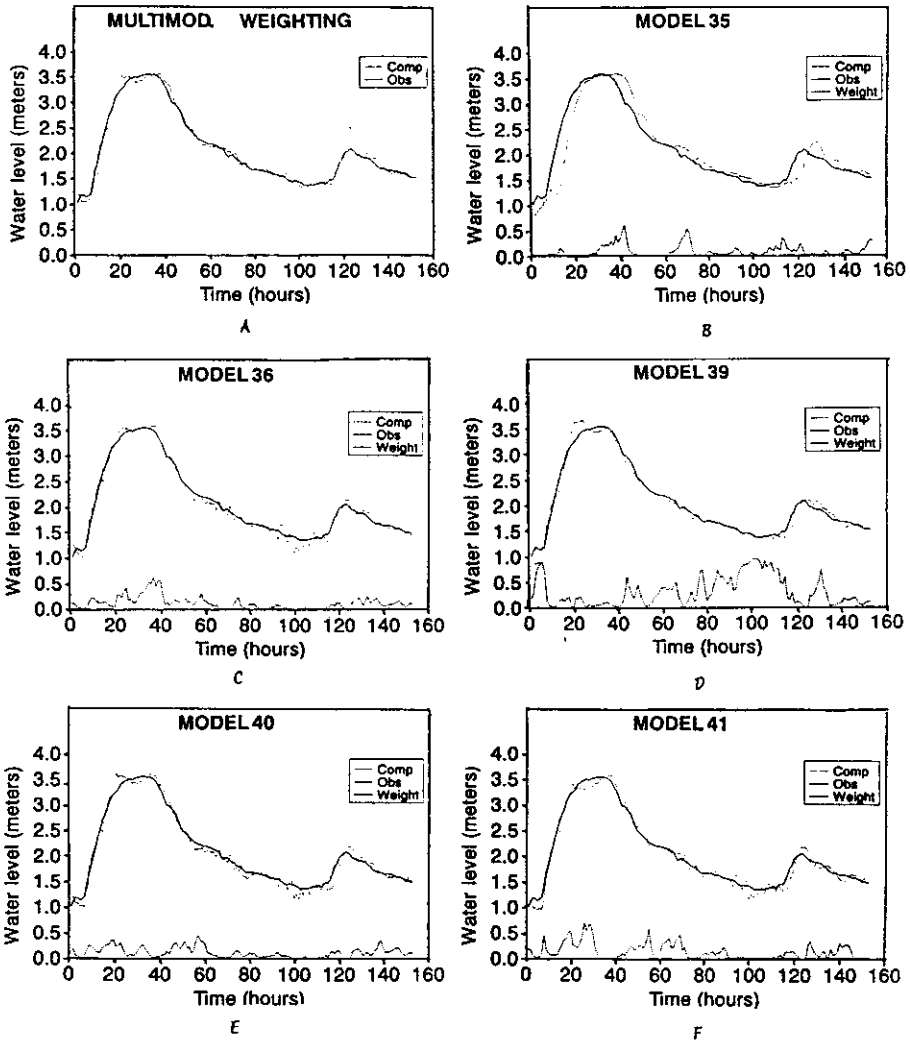 MULTIMOD. WEIGHTING
Water level (meters)
4.0
3.5
3.0
2.5
2.0
1.5
1.0
0.5
0.0
Comp
Obs
0 20 40 60 80 100 120 140 160
Time (hours)
A
MODEL 35
Water level (meters)
4.0
3.5
3.0
2.5
2.0
1.5
1.0
0.5
0.0
Comp
Obs
Weight
0 20 40 60 80 100 120 140 160
Time (hours)
B
MODEL 36
Water level (meters)
4.0
3.5
3.0
2.5
2.0
1.5
1.0
0.5
0.0
Comp
Obs
Weight
0 20 40 60 80 100 120 140 160
Time (hours)
C
MODEL 39
Water level (meters)
4.0
3.5
3.0
2.5
2.0
1.5
1.0
0.5
0.0
Comp
Obs
Weight
0 20 40 60 80 100 120 140 160
Time (hours)
D
MODEL 40
Water level (meters)
4.0
3.5
3.0
2.5
2.0
1.5
1.0
0.5
0.0
Comp
Obs
Weight
0 20 40 60 80 100 120 140 160
Time (hours)
E
MODEL 41
Water level (meters)
4.0
3.5
3.0
2.5
2.0
1.5
1.0
0.5
0.0
Comp
Obs
Weight
0 20 40 60 80 100 120 140 160
Time (hours)
F